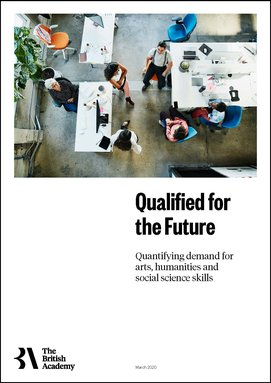 Qualified for
the Future
Quantifying demand for
arts, humanities and
social science skills
The
British
Academy
March 2020